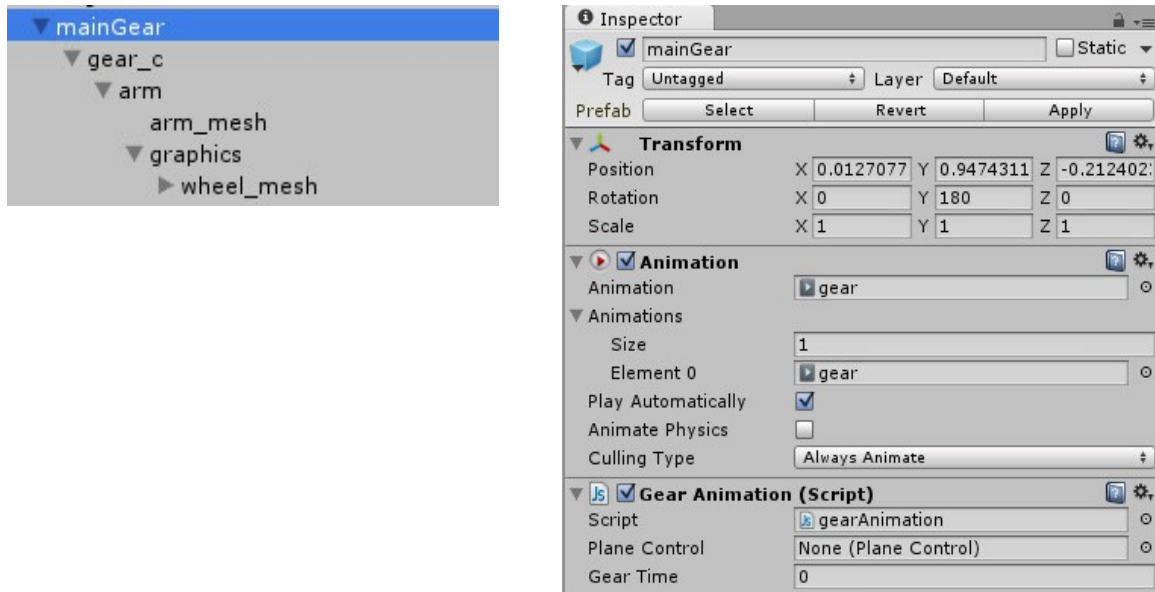 mainGear
gear_c
arm
arm_mesh
graphics
wheel_mesh
Inspector
mainGear Static
Tag Untagged Layer Default
Prefab Select Revert Apply
Transform
Position X 0.0127077 Y 0.9474311 Z -0.212402
Rotation X 0 Y 180 Z 0
Scale X 1 Y 1 Z 1
Animation
Animation gear
Animations
Size 1
Element 0 gear
Play Automatically
Animate Physics
Culling Type Always Animate
Js Gear Animation (Script)
Script gearAnimation
Plane Control None (Plane Control)
Gear Time 0